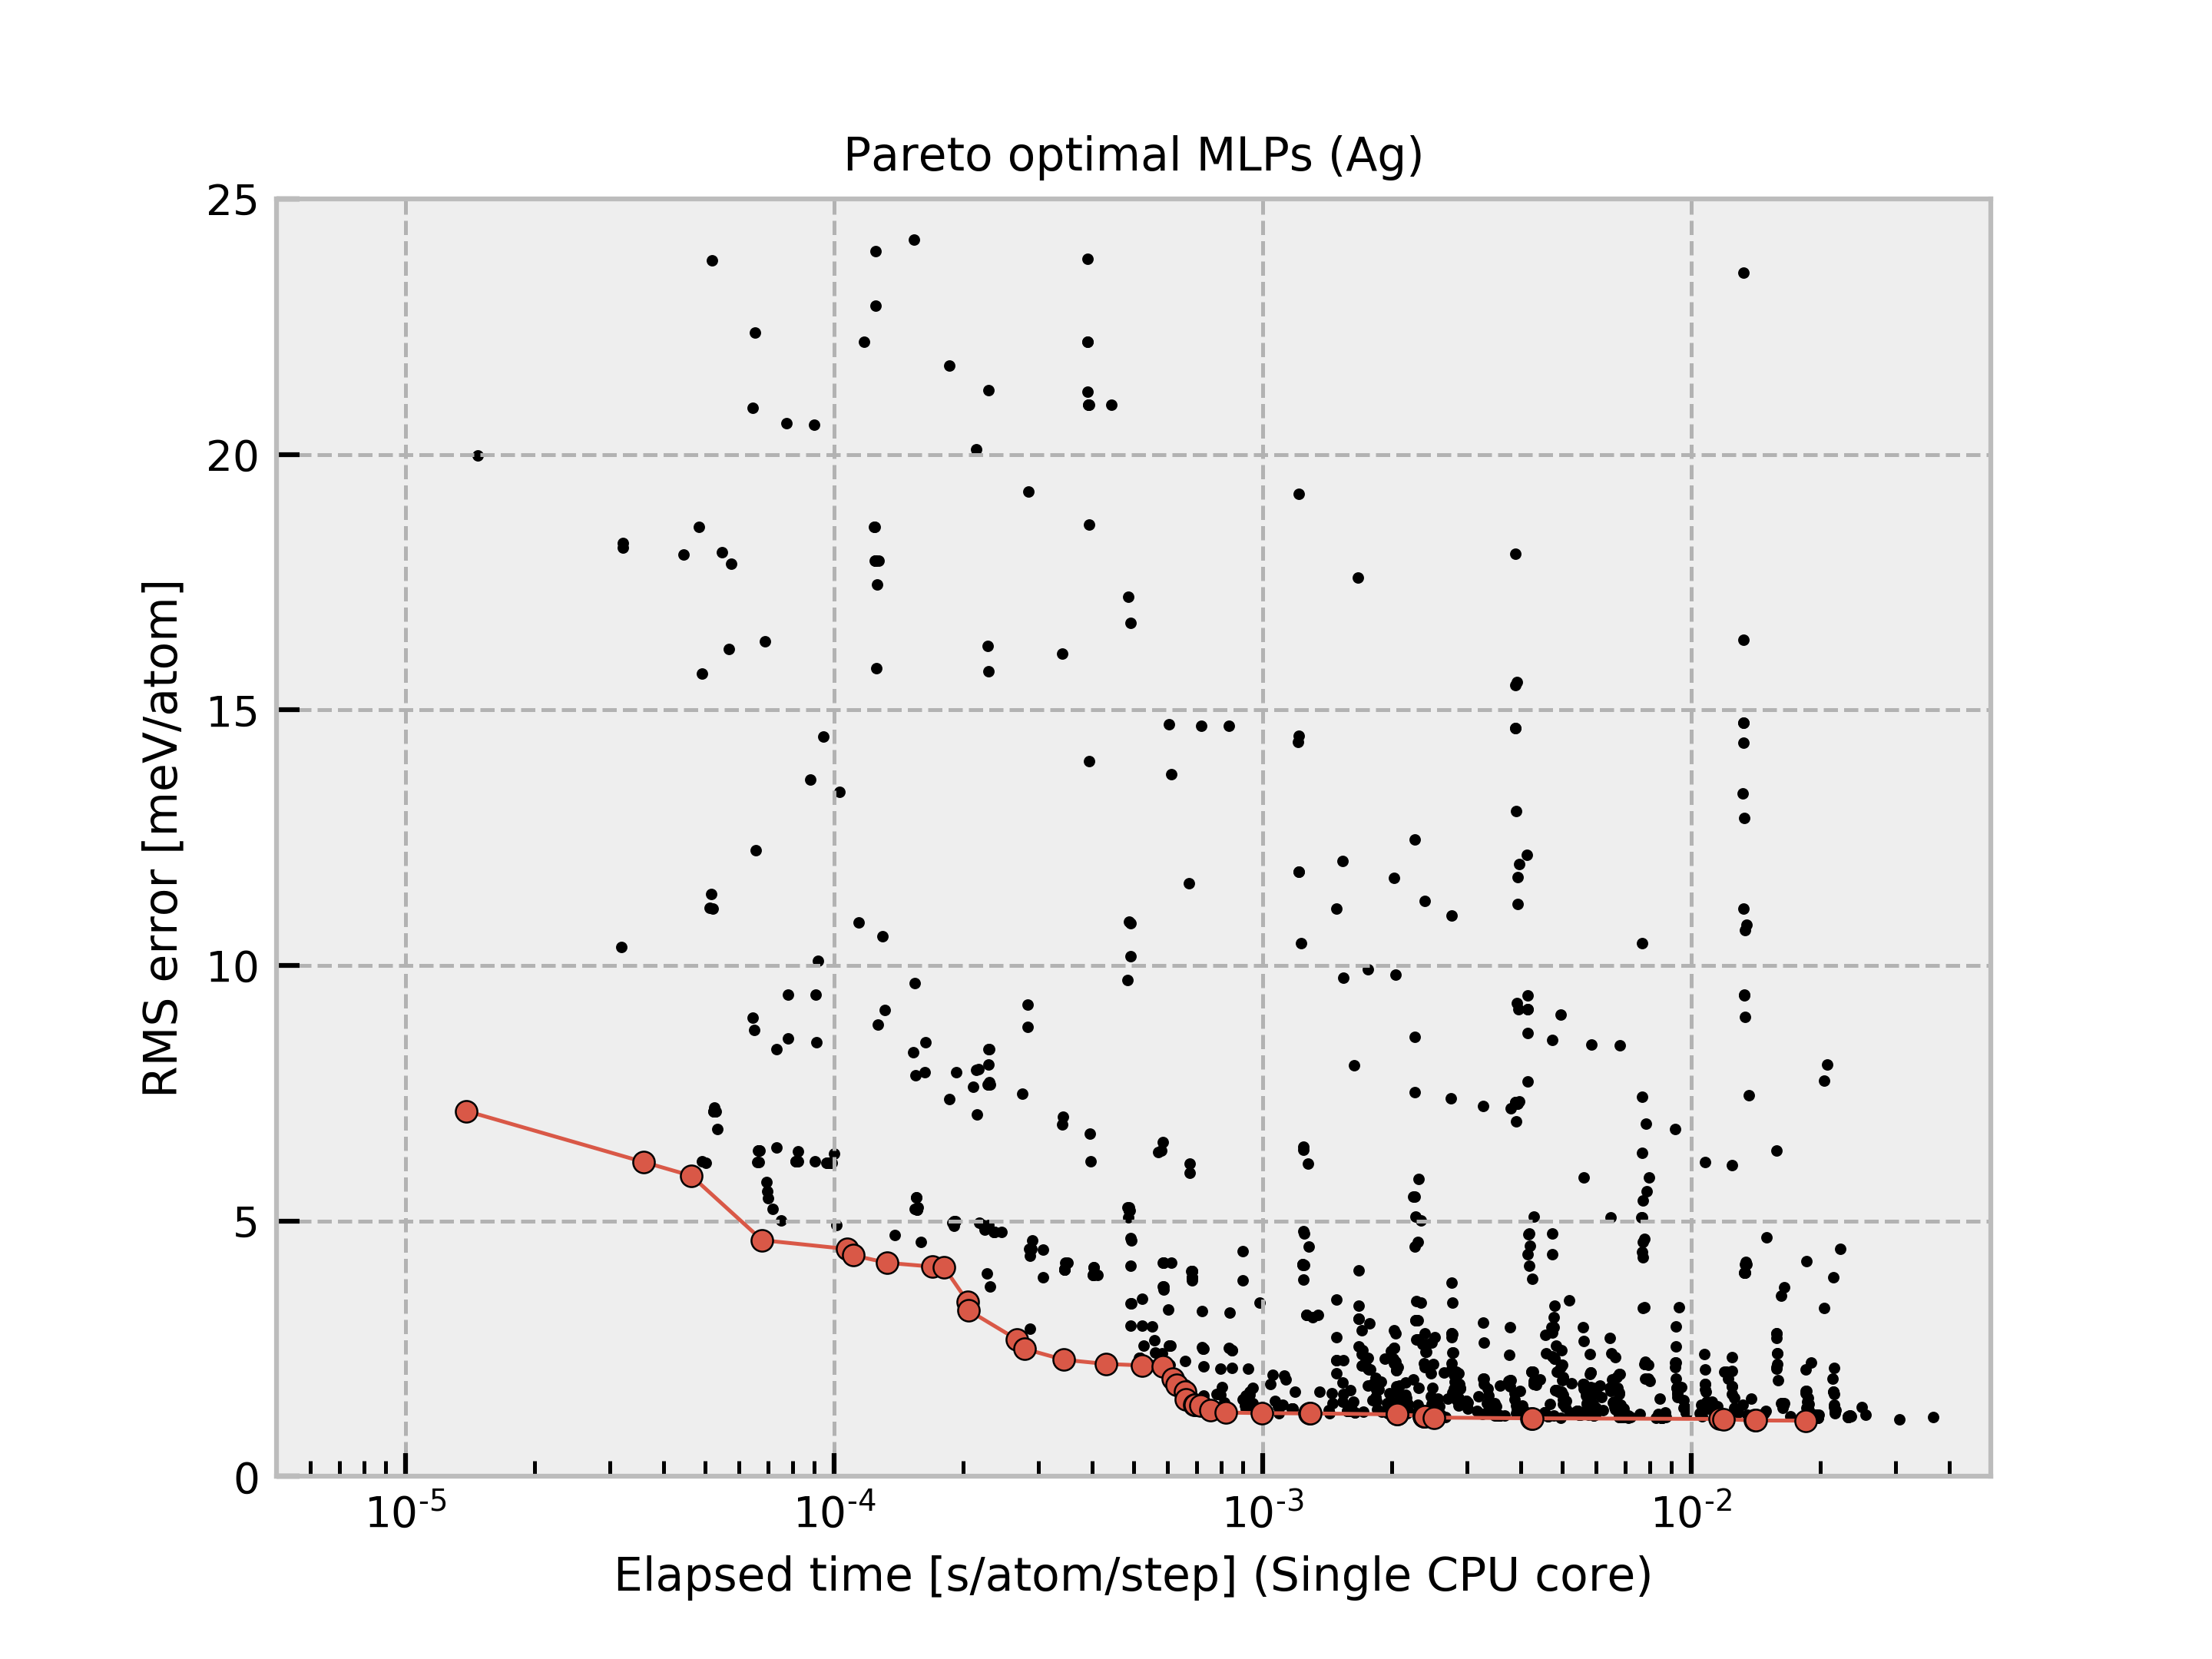 Pareto optimal MLPs (Ag)
25
20
15
10
5
0
RMS error [meV/atom]
10-5 10-4 10-3 10-2
Elapsed time [s/atom/step] (Single CPU core)